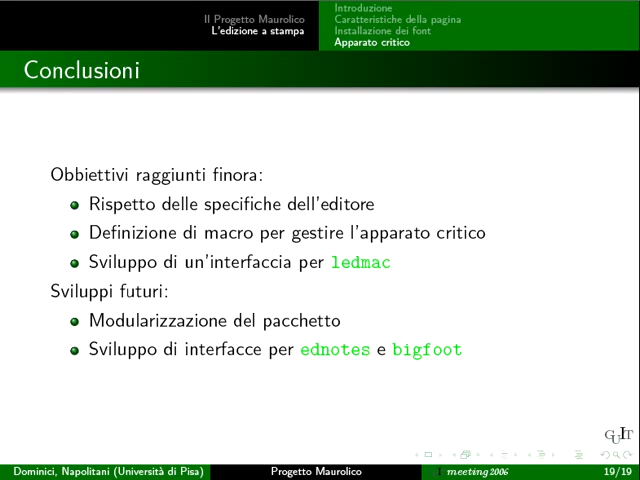 Il Progetto Maurolico
L'edizione a stampa
Introduzione
Caratteristiche della pagina
Installazione dei font
Apparato critico
Conclusioni
Obbiettivi raggiunti finora:
Rispetto delle specifiche dell'editore
Definizione di macro per gestire l'apparato critico
Sviluppo di un'interfaccia per ledmac
Sviluppi futuri:
Modularizzazione del pacchetto
Sviluppo di interfacce per ednotes e bigfoot
GUIT
Dominici, Napolitani (Università di Pisa)
Progetto Maurolico
I meeting 2006
19/19